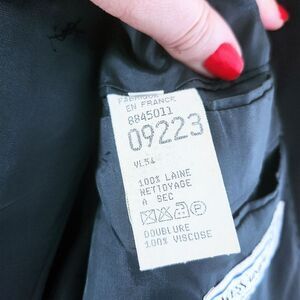 FABRIQUE
EN FRANCE
8845011
09223
VL54
100% LAINE
NETTOYAGE
A SEC
P
DOUBLURE
100% VISCOSE